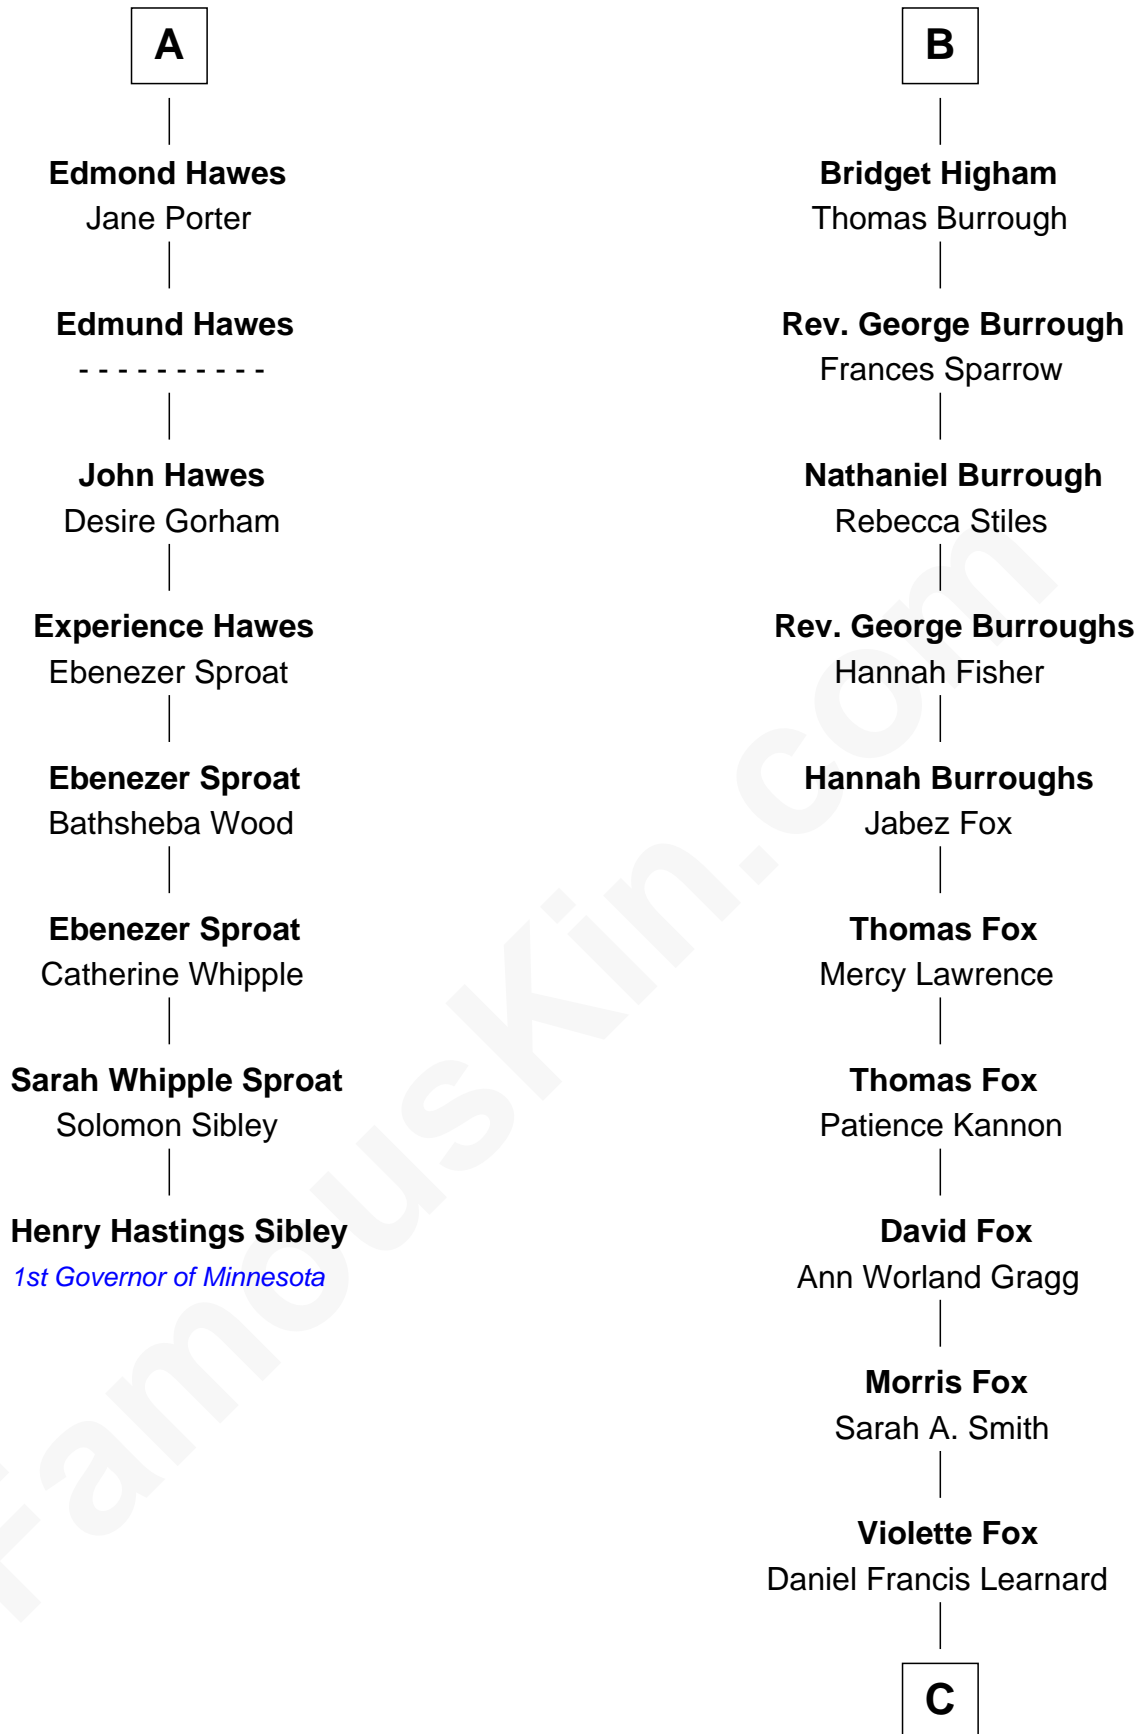 A
Edmond Hawes
Jane Porter
Edmund Hawes
- - - - - - - - - -
John Hawes
Desire Gorham
Experience Hawes
Ebenezer Sproat
Ebenezer Sproat
Bathsheba Wood
Ebenezer Sproat
Catherine Whipple
Sarah Whipple Sproat
Solomon Sibley
Henry Hastings Sibley
1st Governor of Minnesota
B
Bridget Higham
Thomas Burrough
Rev. George Burrough
Frances Sparrow
Nathaniel Burrough
Rebecca Stiles
Rev. George Burroughs
Hannah Fisher
Hannah Burroughs
Jabez Fox
Thomas Fox
Mercy Lawrence
Thomas Fox
Patience Kannon
David Fox
Ann Worland Gragg
Morris Fox
Sarah A. Smith
Violette Fox
Daniel Francis Learnard
C
FamousKin.com